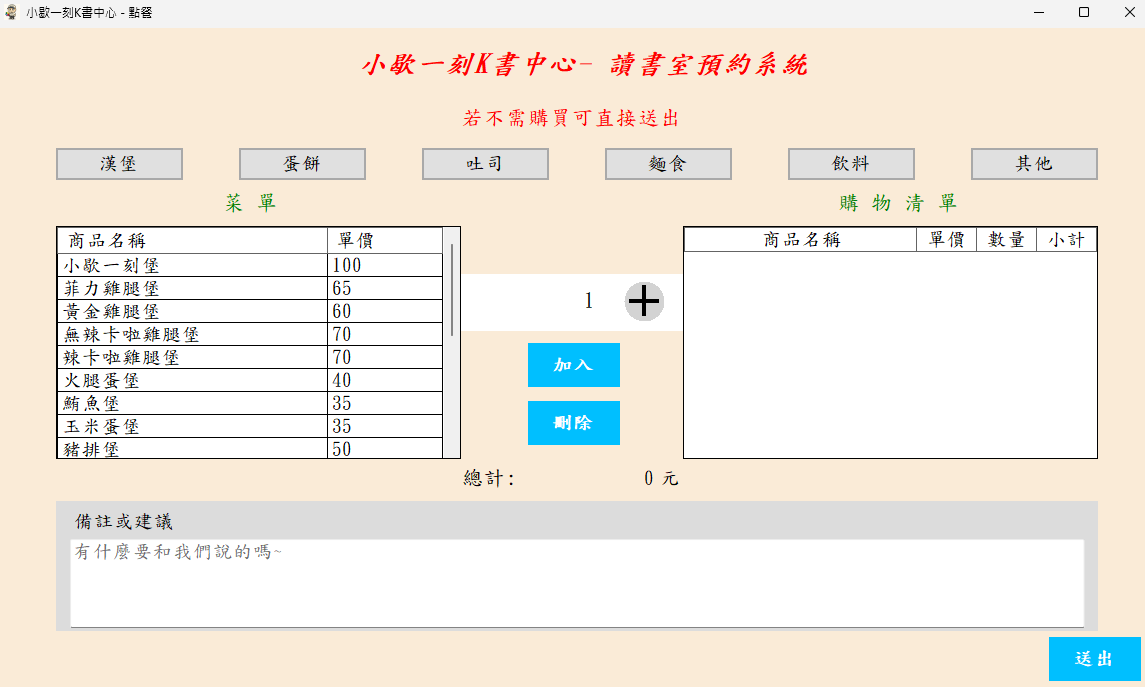 小歇一刻K書中心 - 點餐
小歇一刻K書中心- 讀書室預約系統
若不需購買可直接送出
漢堡 蛋餅 吐司 麵食 飲料 其他
菜 單
商品名稱 單價
小歇一刻堡 100
菲力雞腿堡 65
黃金雞腿堡 60
無辣卡啦雞腿堡 70
辣卡啦雞腿堡 70
火腿蛋堡 40
鮪魚堡 35
玉米蛋堡 35
豬排堡 50
1
加入
刪除
購 物 清 單
商品名稱 單價 數量 小計
總計: 0 元
備註或建議
有什麼要和我們說的嗎~
送出